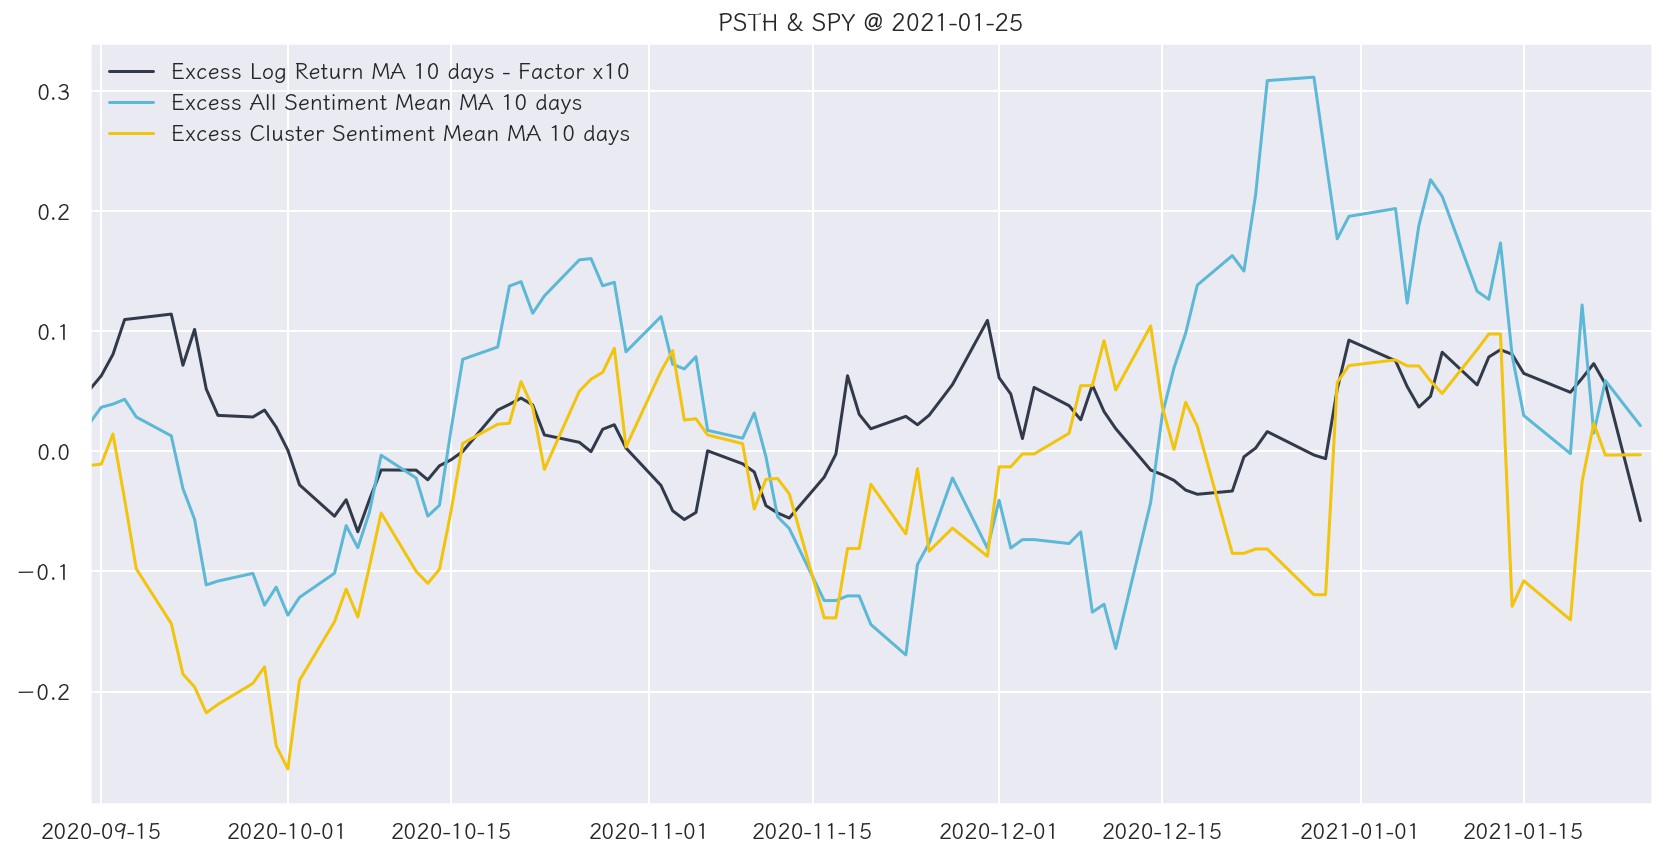 PSTH & SPY @ 2021-01-25
Excess Log Return MA 10 days - Factor x10
Excess All Sentiment Mean MA 10 days
Excess Cluster Sentiment Mean MA 10 days
0.3
0.2
0.1
0.0
−0.1
−0.2
2020-09-15 2020-10-01 2020-10-15 2020-11-01 2020-11-15 2020-12-01 2020-12-15 2021-01-01 2021-01-15